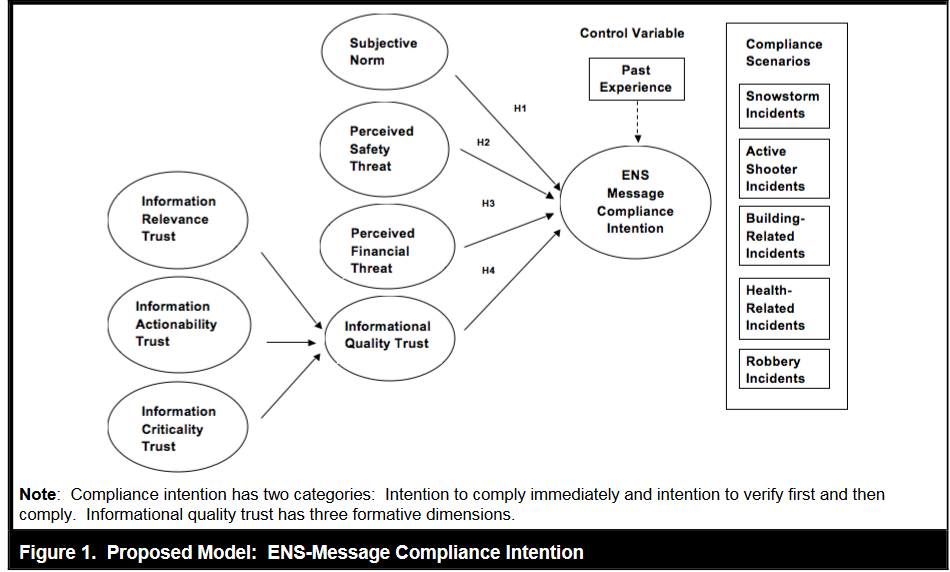 Subjective
Norm
Control Variable
Past
Experience
Compliance
Scenarios
Snowstorm
Incidents
Active
Shooter
Incidents
Building-
Related
Incidents
Health-
Related
Incidents
Robbery
Incidents
H1
Perceived
Safety
Threat
H2
ENS
Message
Compliance
Intention
Information
Relevance
Trust
H3
Perceived
Financial
Threat
H4
Information
Actionability
Trust
Informational
Quality Trust
Information
Criticality
Trust
Note: Compliance intention has two categories: Intention to comply immediately and intention to verify first and then
comply. Informational quality trust has three formative dimensions.
Figure 1. Proposed Model: ENS-Message Compliance Intention